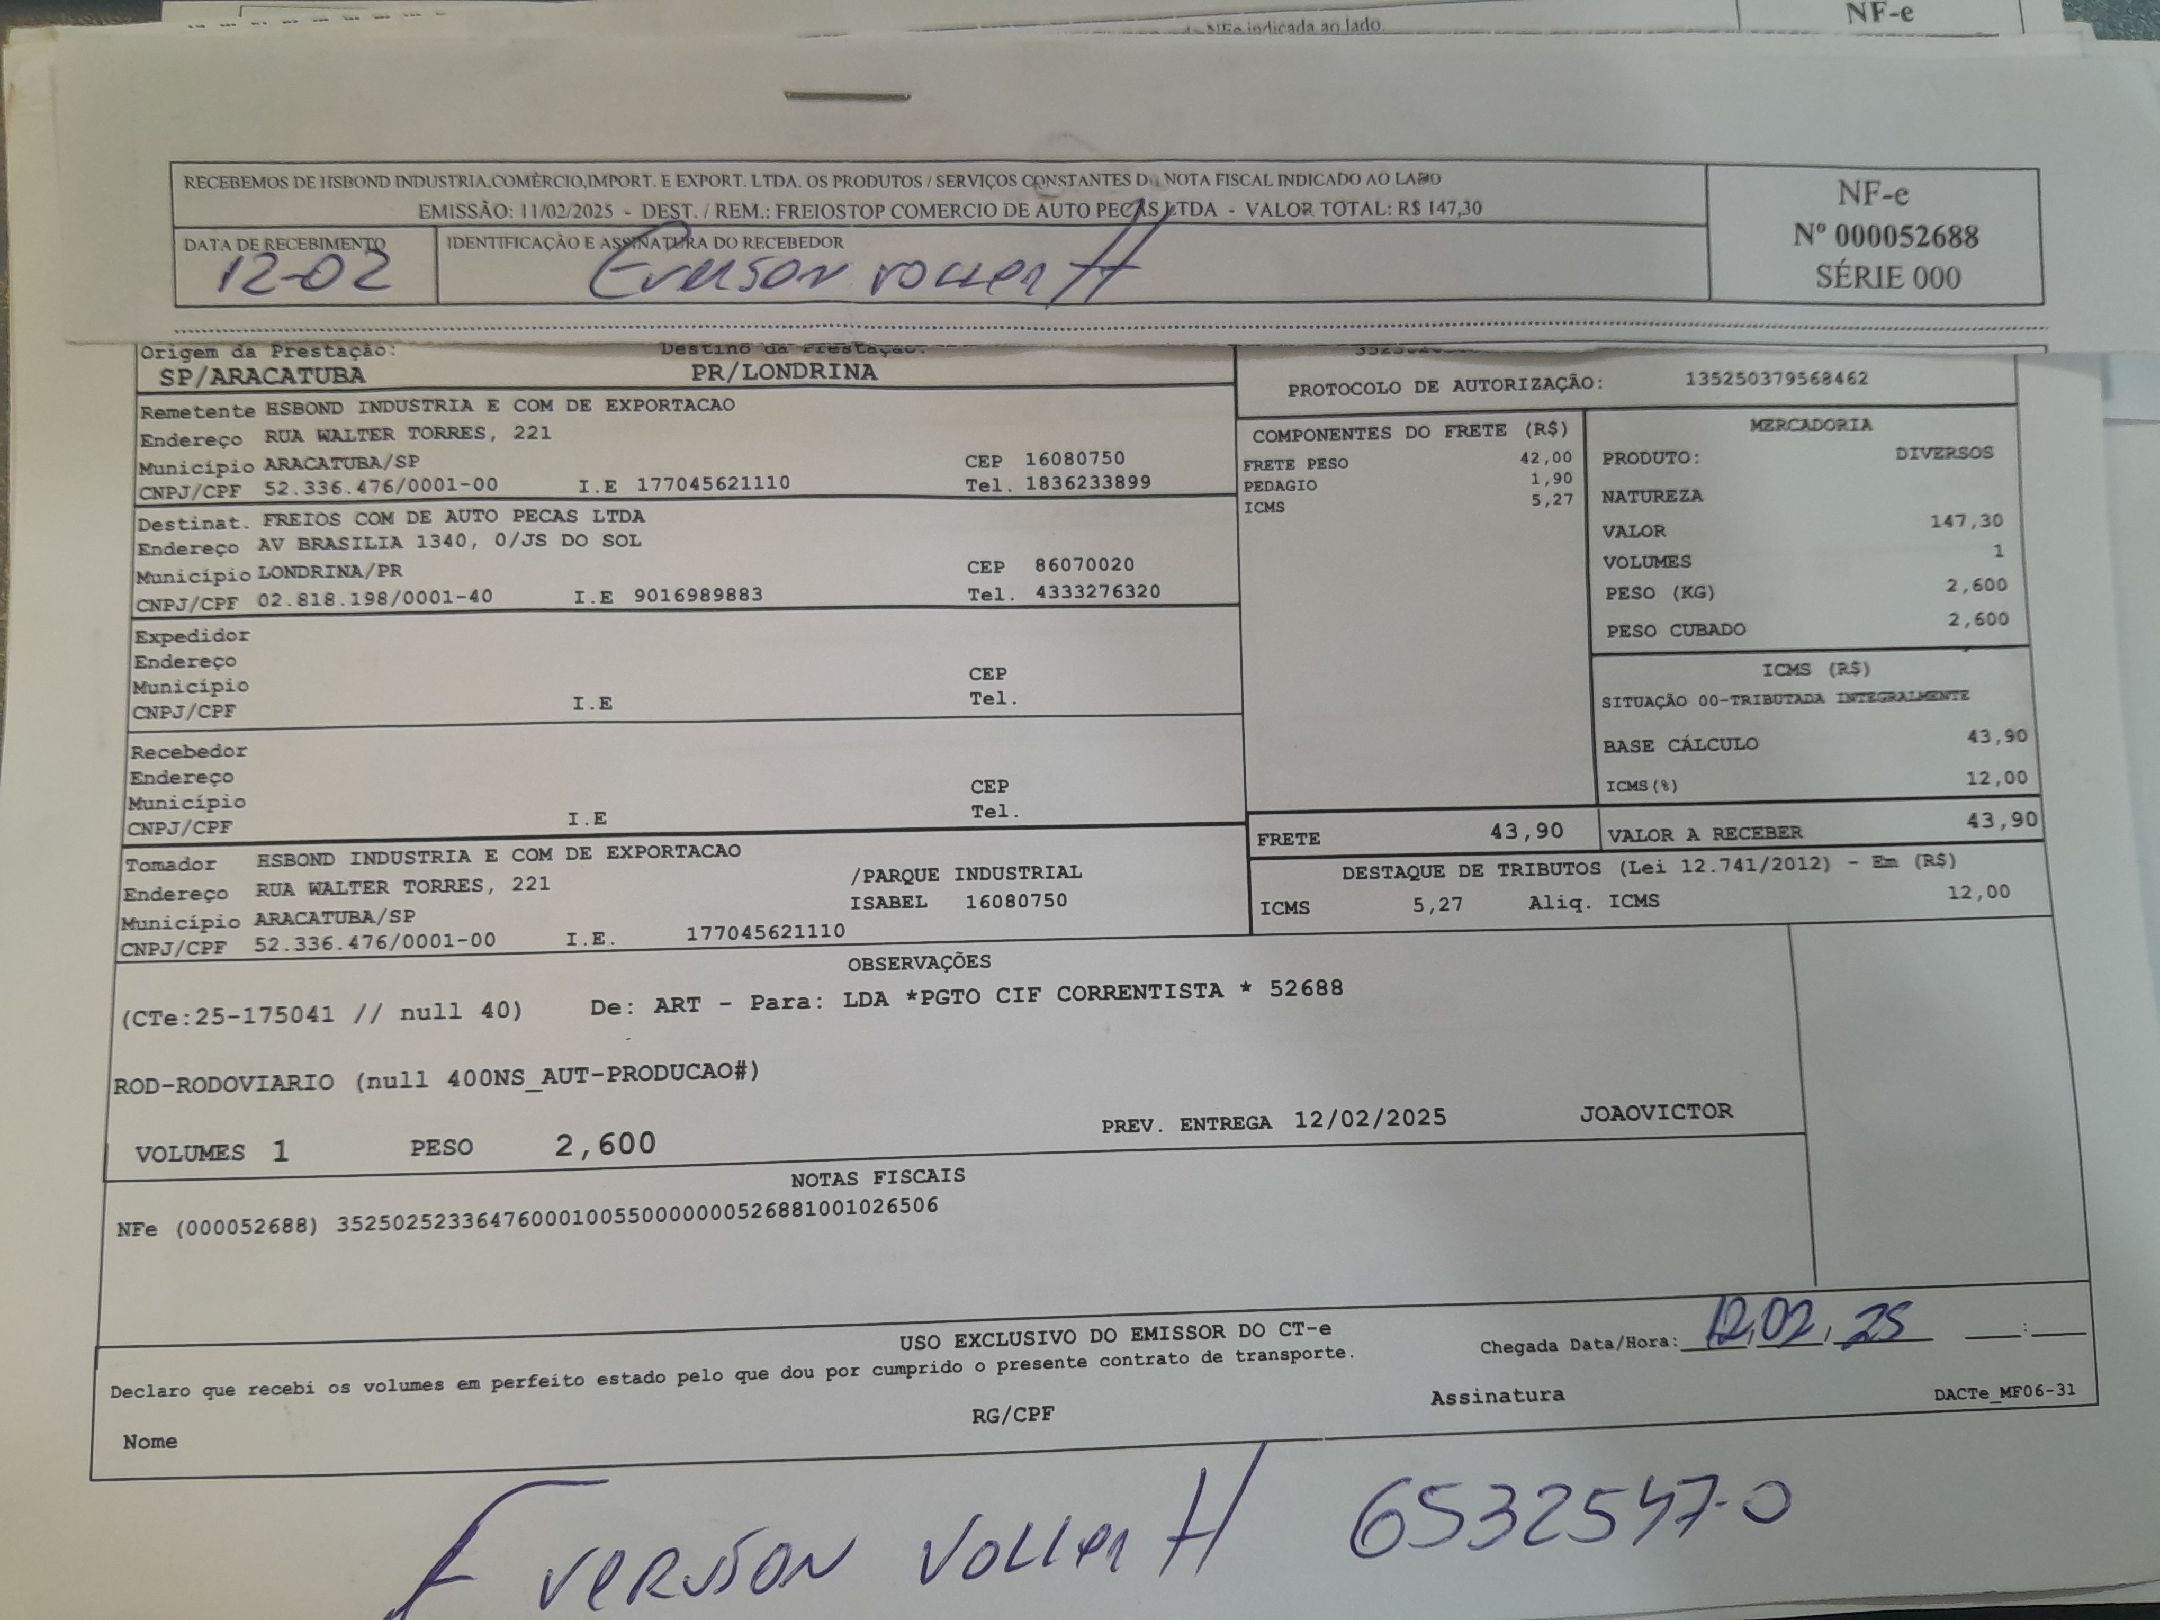 NF-e
da NFe indicada ao lado.
RECEBEMOS DE HSBOND INDUSTRIA,COMÉRCIO,IMPORT. E EXPORT. LTDA. OS PRODUTOS / SERVIÇOS CONSTANTES DA NOTA FISCAL INDICADO AO LADO
EMISSÃO: 11/02/2025 - DEST. / REM.: FREIOSTOP COMERCIO DE AUTO PEÇAS LTDA - VALOR TOTAL: R$ 147,30
DATA DE RECEBIMENTO
12-02
IDENTIFICAÇÃO E ASSINATURA DO RECEBEDOR
Everson
NF-e
Nº 000052688
SÉRIE 000
Origem da Prestação: Destino da Prestação:
SP/ARACATUBA PR/LONDRINA
PROTOCOLO DE AUTORIZAÇÃO: 135250379568462
Remetente HSBOND INDUSTRIA E COM DE EXPORTACAO
Endereço RUA WALTER TORRES, 221
Município ARACATUBA/SP CEP 16080750
CNPJ/CPF 52.336.476/0001-00 I.E 177045621110 Tel. 1836233899
Destinat. FREIOS COM DE AUTO PECAS LTDA
Endereço AV BRASILIA 1340, 0/JS DO SOL
Município LONDRINA/PR CEP 86070020
CNPJ/CPF 02.818.198/0001-40 I.E 9016989883 Tel. 4333276320
Expedidor
Endereço
Município CEP
CNPJ/CPF I.E Tel.
Recebedor
Endereço
Município CEP
CNPJ/CPF I.E Tel.
Tomador HSBOND INDUSTRIA E COM DE EXPORTACAO
Endereço RUA WALTER TORRES, 221 /PARQUE INDUSTRIAL
Município ARACATUBA/SP ISABEL 16080750
CNPJ/CPF 52.336.476/0001-00 I.E. 177045621110
COMPONENTES DO FRETE (R$)
FRETE PESO 42,00
PEDAGIO 1,90
ICMS 5,27
MERCADORIA
PRODUTO: DIVERSOS
NATUREZA
VALOR 147,30
VOLUMES 1
PESO (KG) 2,600
PESO CUBADO 2,600
ICMS (R$)
SITUAÇÃO 00-TRIBUTADA INTEGRALMENTE
BASE CÁLCULO 43,90
ICMS(%) 12,00
FRETE 43,90 VALOR A RECEBER 43,90
DESTAQUE DE TRIBUTOS (Lei 12.741/2012) - Em (R$)
ICMS 5,27 Aliq. ICMS 12,00
OBSERVAÇÕES
(CTe:25-175041 // null 40) De: ART - Para: LDA *PGTO CIF CORRENTISTA * 52688
ROD-RODOVIARIO (null 400NS_AUT-PRODUCAO#)
PREV. ENTREGA 12/02/2025 JOAOVICTOR
VOLUMES 1 PESO 2,600
NOTAS FISCAIS
NFe (000052688) 35250252336476000100550000000526881001026506
USO EXCLUSIVO DO EMISSOR DO CT-e
Chegada Data/Hora: 12,02,25 :
Declaro que recebi os volumes em perfeito estado pelo que dou por cumprido o presente contrato de transporte.
Nome RG/CPF Assinatura DACTe_MF06-31
Everson 6532547-0